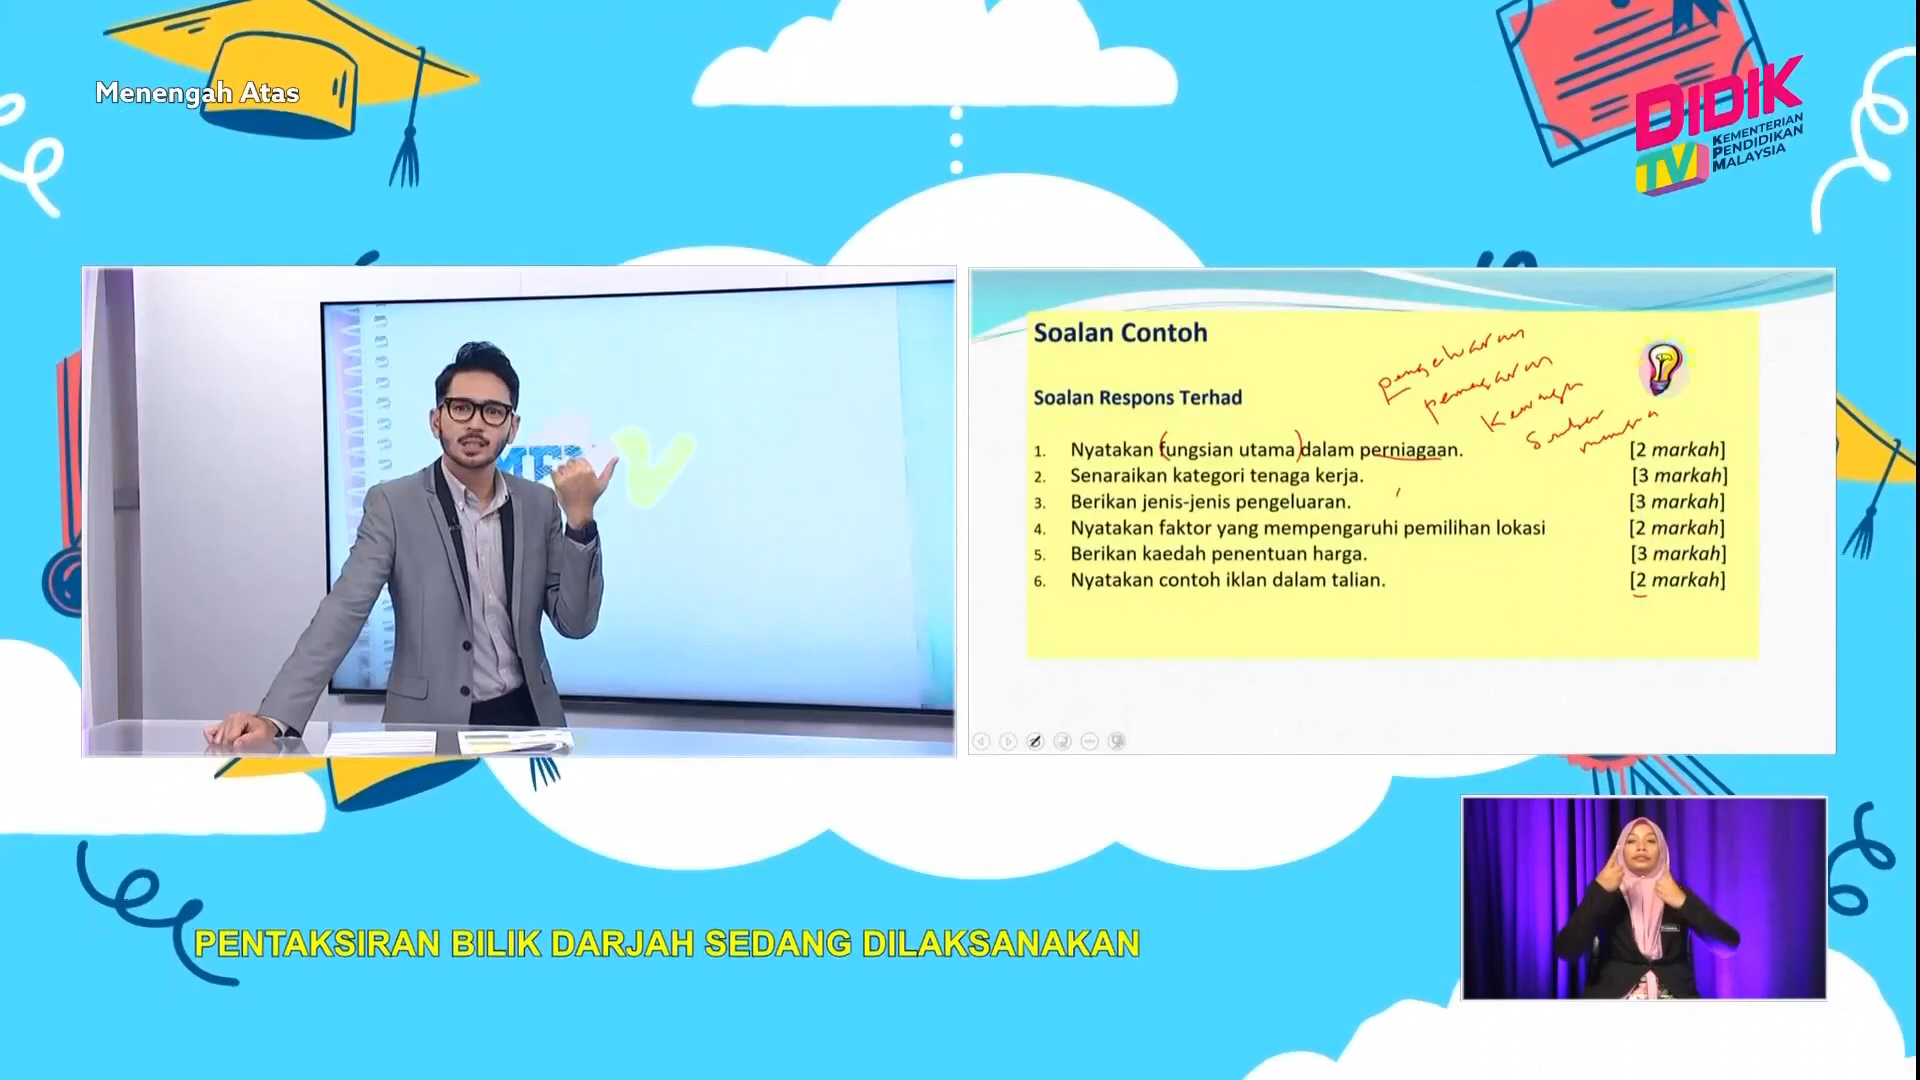 Menengah Atas
DIDIK
TV
KEMENTERIAN
PENDIDIKAN
MALAYSIA
Soalan Contoh
Soalan Respons Terhad
pengeluaran
pemasaran
Kewangan
Sumber
manusia
1. Nyatakan (fungsian utama) dalam perniagaan. [2 markah]
2. Senaraikan kategori tenaga kerja. [3 markah]
3. Berikan jenis-jenis pengeluaran. [3 markah]
4. Nyatakan faktor yang mempengaruhi pemilihan lokasi [2 markah]
5. Berikan kaedah penentuan harga. [3 markah]
6. Nyatakan contoh iklan dalam talian. [2 markah]
PENTAKSIRAN BILIK DARJAH SEDANG DILAKSANAKAN